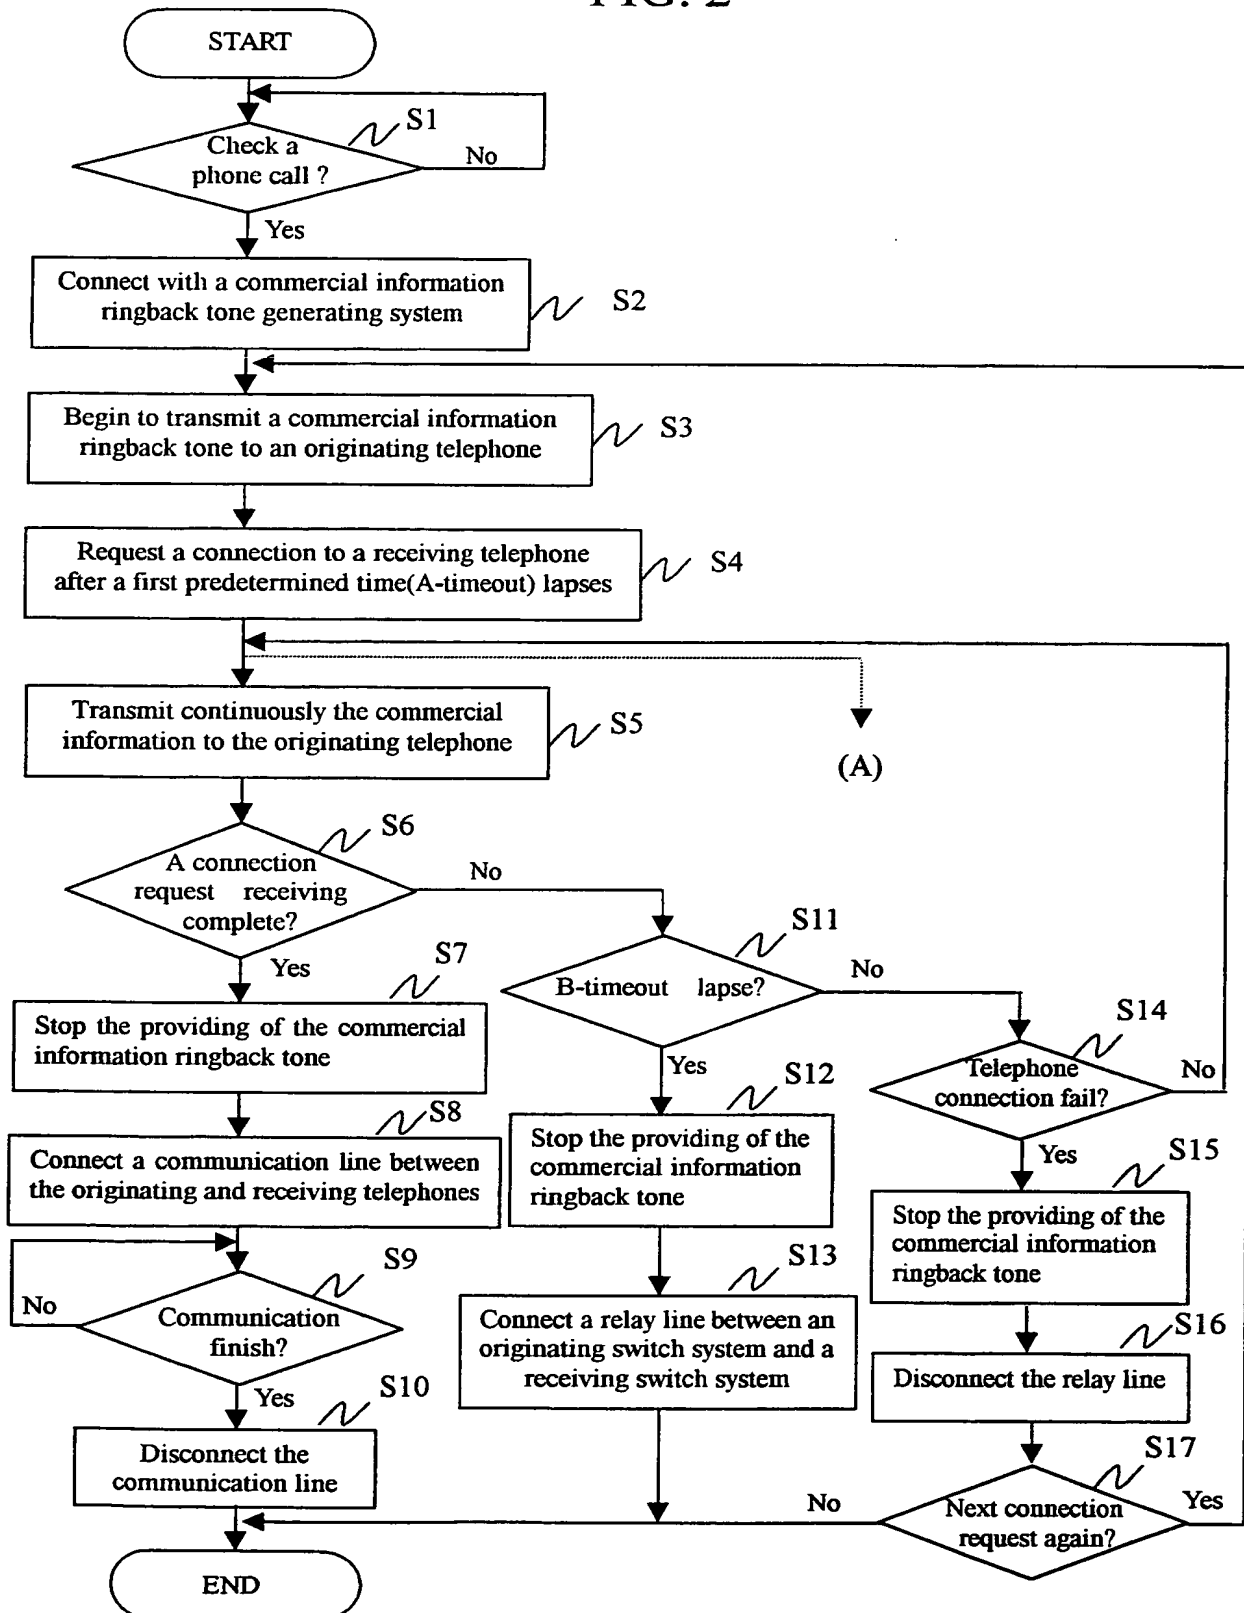 FIG. 2
START
S1
Check a
phone call ?
No
Yes
Connect with a commercial information
ringback tone generating system
S2
Begin to transmit a commercial information
ringback tone to an originating telephone
S3
Request a connection to a receiving telephone
after a first predetermined time(A-timeout) lapses
S4
Transmit continuously the commercial
information to the originating telephone
S5
(A)
S6
A connection
request receiving
complete?
No
Yes
S7
Stop the providing of the commercial
information ringback tone
S8
Connect a communication line between
the originating and receiving telephones
S9
No
Communication
finish?
Yes
S10
Disconnect the
communication line
END
S11
B-timeout lapse?
No
Yes
S12
Stop the providing of the
commercial information
ringback tone
S13
Connect a relay line between an
originating switch system and a
receiving switch system
S14
Telephone
connection fail?
No
Yes
S15
Stop the providing of the
commercial information
ringback tone
S16
Disconnect the relay line
S17
No
Next connection
request again?
Yes